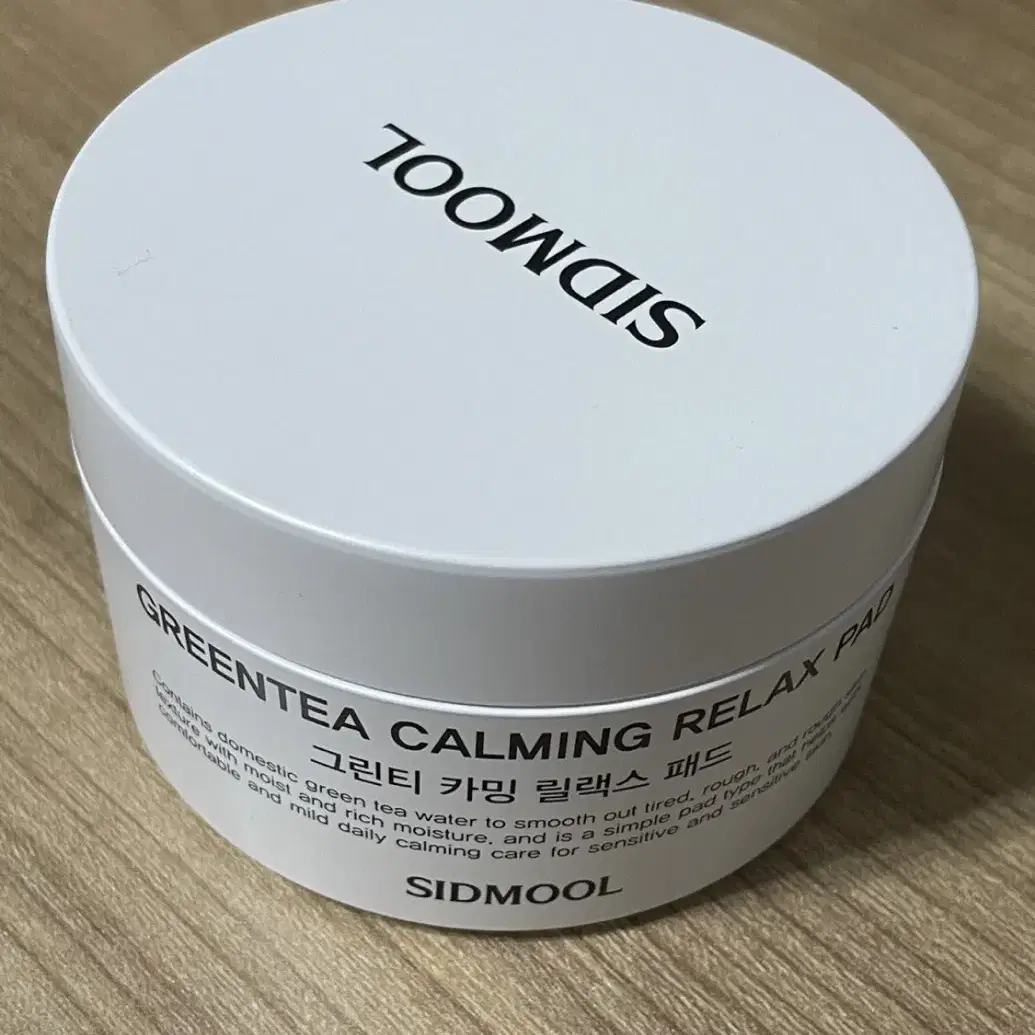 SIDMOOL
GREENTEA CALMING RELAX PAD
그린티 카밍 릴랙스 패드
Contains domestic green tea water to smooth out tired, rough, and rough skin
texture with moist and rich moisture, and is a simple pad type that helps with
comfortable and mild daily calming care for sensitive and sensitive skin.
SIDMOOL